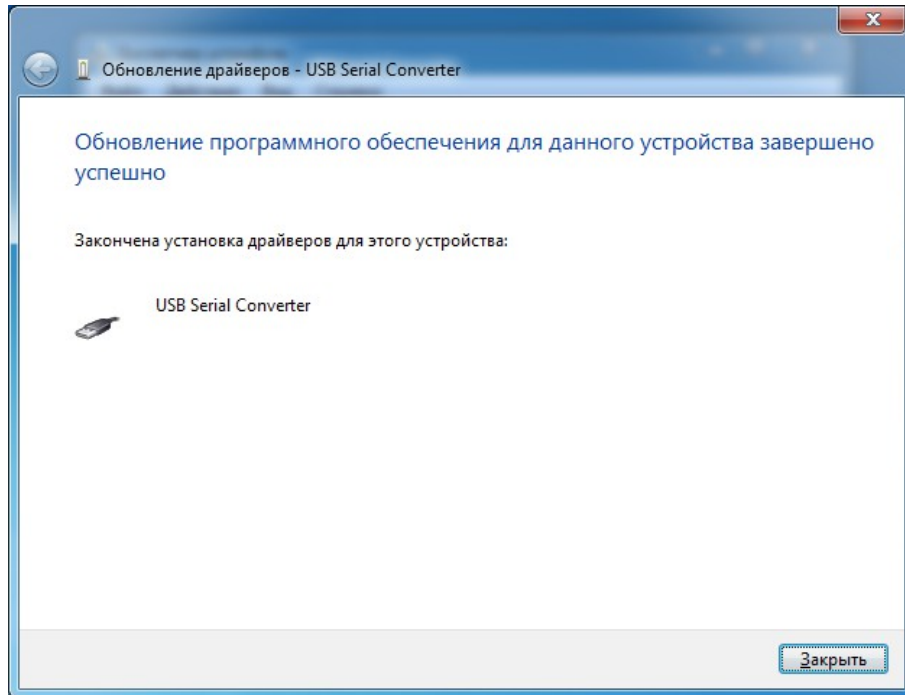 Обновление драйверов - USB Serial Converter
Обновление программного обеспечения для данного устройства завершено
успешно
Закончена установка драйверов для этого устройства:
USB Serial Converter
Закрыть